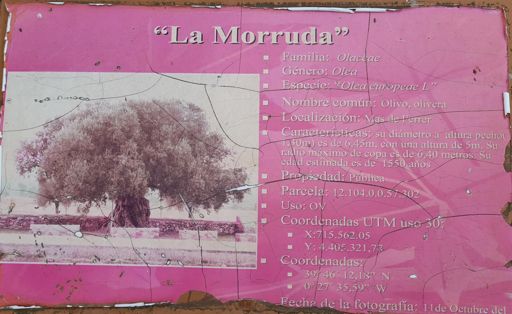 “La Morruda”
Familia: Olaceae
Género: Olea
Especie: “Olea europeae L”
Nombre común: Olivo, olivera
Localización: Mas de Ferrer
Características: su diámetro a altura pecho(
1,30m) es de 6,45m, con una altura de 5m, Su
radio máximo de copa es de 6,40 metros. Su
edad estimada es de 1550 años
Propiedad: Pública
Parcela: 12.104.0.0.57.302
Uso: OV
Coordenadas UTM uso 30:
X:715.562,05
Y: 4.405.321,73
Coordenadas:
39° 46' 12,18” N
0° 27' 35,59” W
Fecha de la fotografía: 11de Octubre del